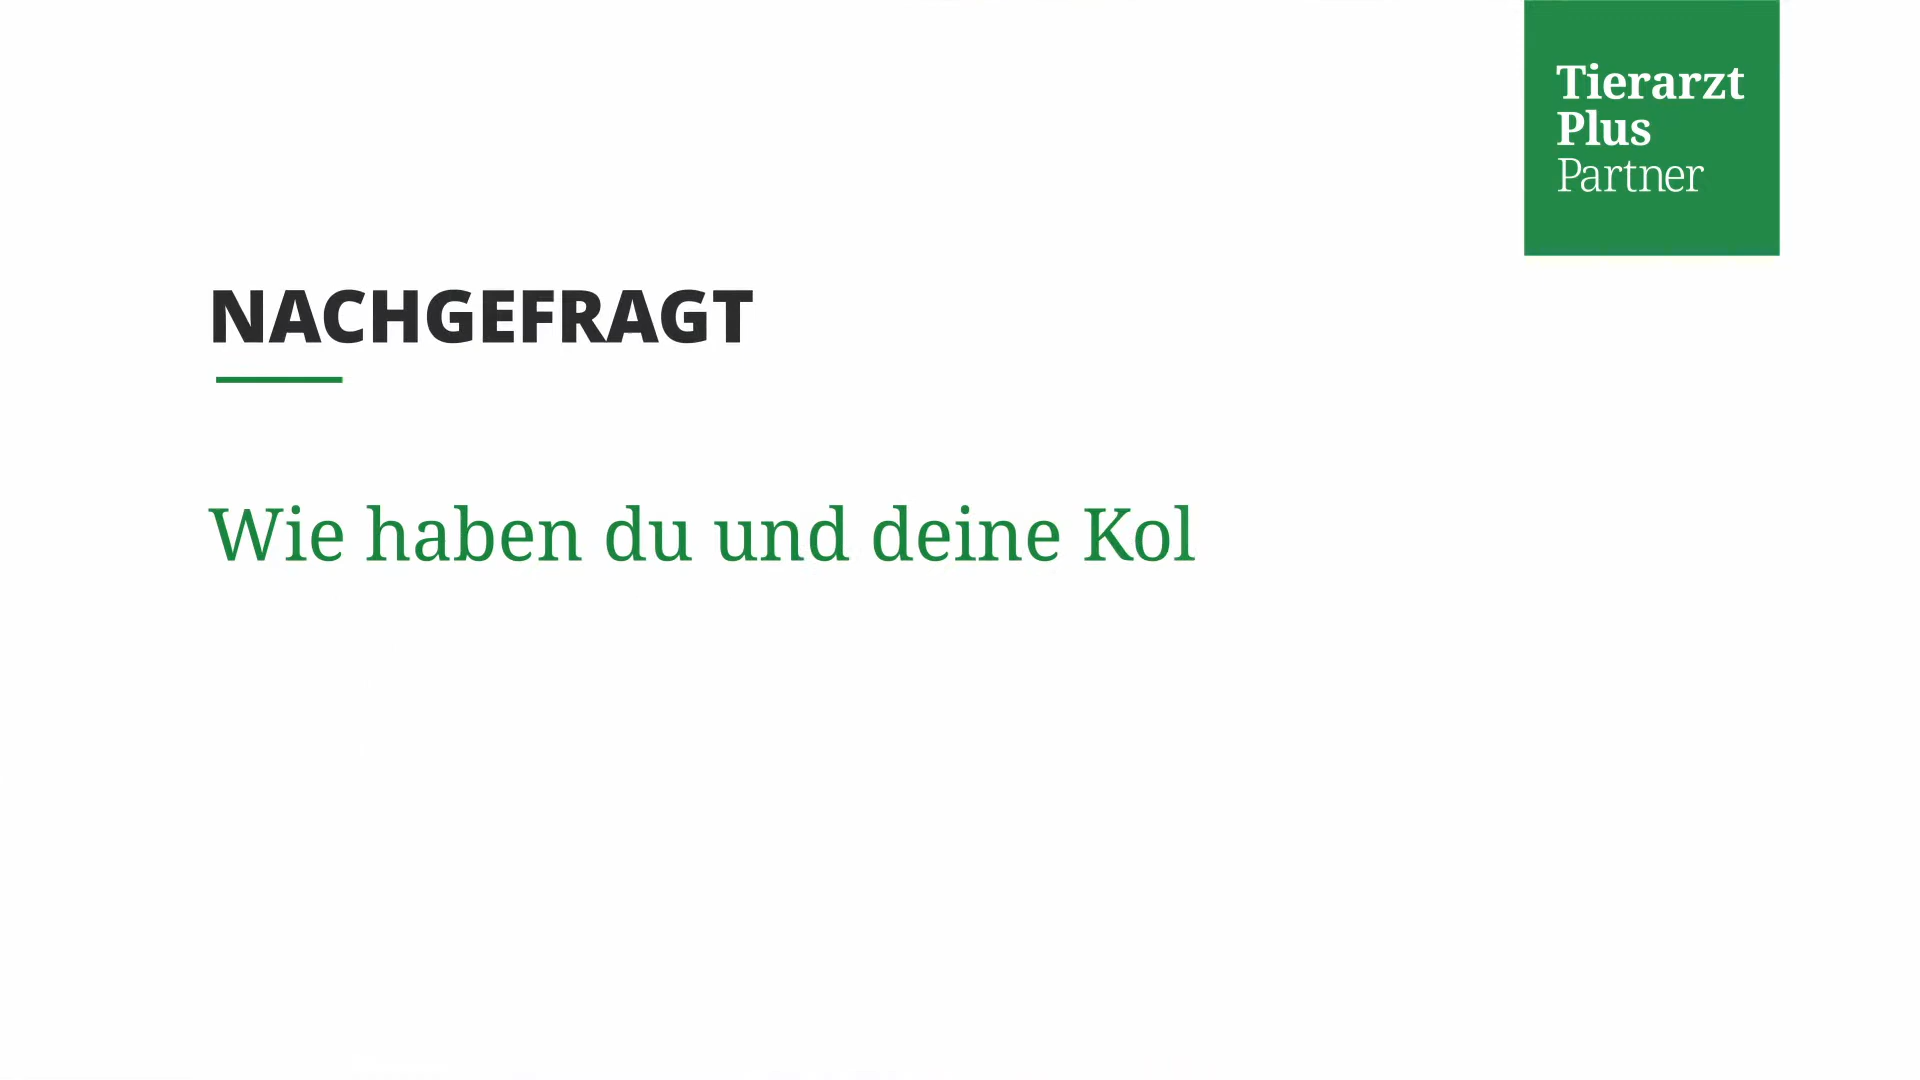 Tierarzt
Plus
Partner
NACHGEFRAGT
Wie haben du und deine Kol